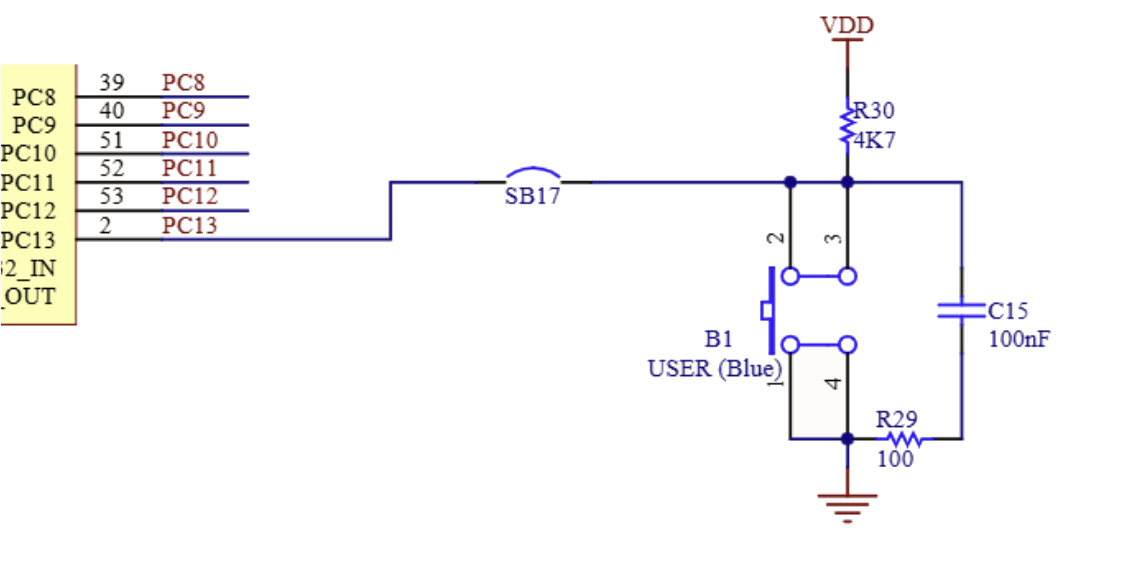 VDD
PC8 39 PC8
PC9 40 PC9
PC10 51 PC10
PC11 52 PC11
PC12 53 PC12
PC13 2 PC13
2_IN
_OUT
SB17
R30
4K7
2 3
B1
USER (Blue)
1 4
C15
100nF
R29
100